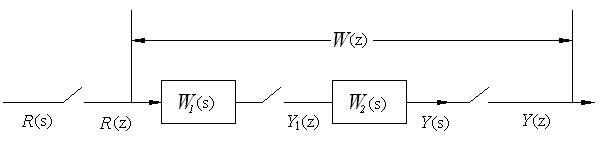 W(z)
W₁(s) W₂(s)
R(s) R(z) Y₁(z) Y(s) Y(z)